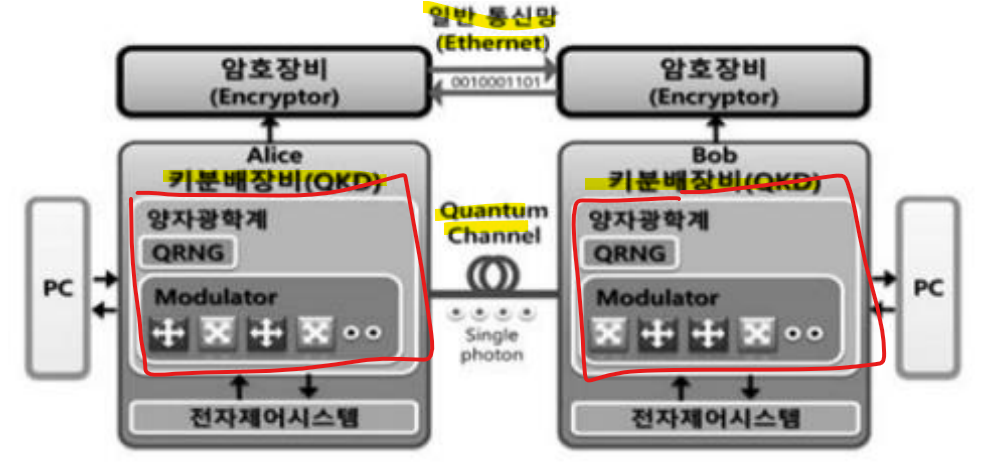 일반 통신망
(Ethernet)
암호장비
(Encryptor)
0010001101
암호장비
(Encryptor)
Alice
키분배장비(QKD)
양자광학계
QRNG
Modulator
전자제어시스템
PC
Quantum
Channel
Single
photon
Bob
키분배장비(QKD)
양자광학계
QRNG
Modulator
전자제어시스템
PC